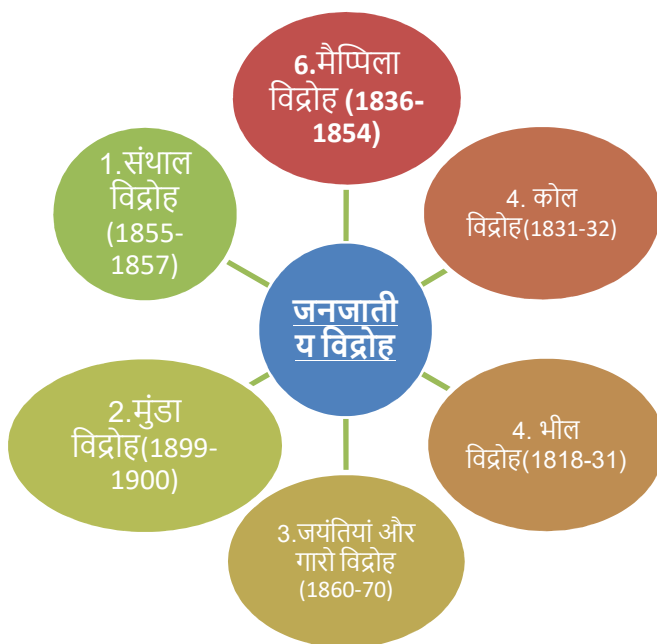 6.मैप्पिला
विद्रोह (1836-
1854)
1.संथाल
विद्रोह
(1855-
1857)
4. कोल
विद्रोह(1831-32)
जनजाती
य विद्रोह
2.मुंडा
विद्रोह(1899-
1900)
4. भील
विद्रोह(1818-31)
3.जयंतियां और
गारो विद्रोह
(1860-70)